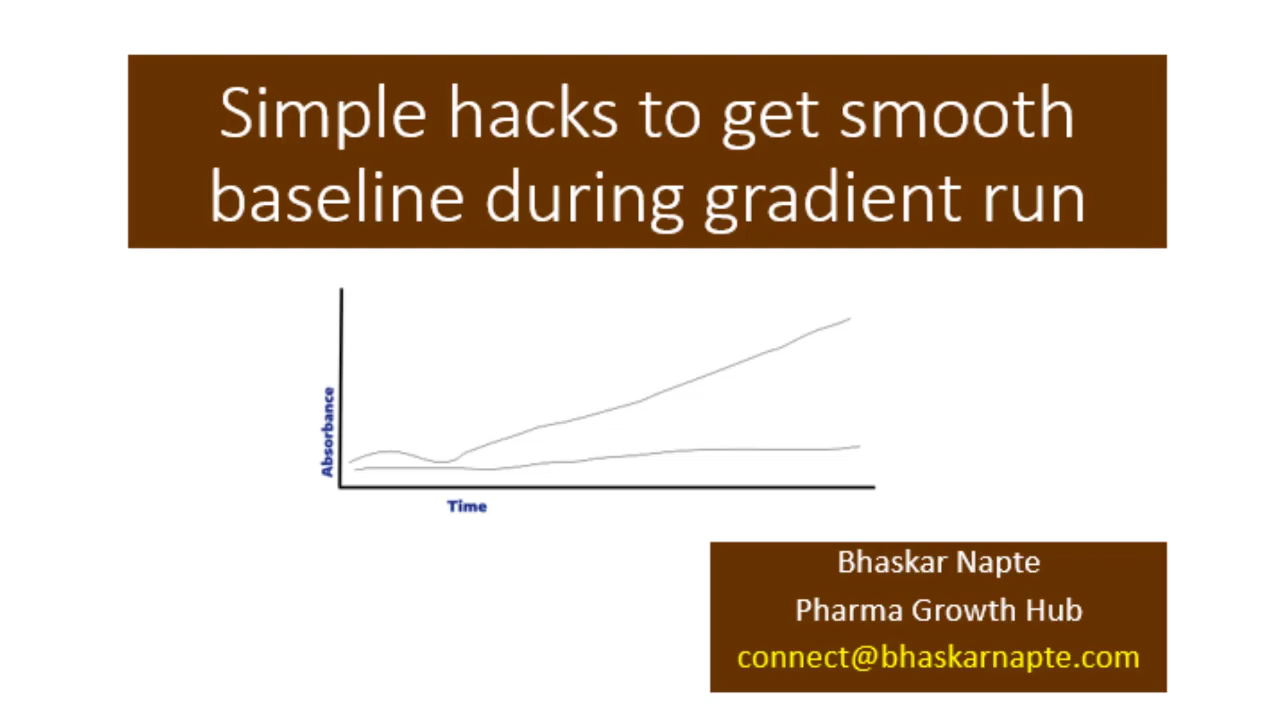 Simple hacks to get smooth
baseline during gradient run
Absorbance
Time
Bhaskar Napte
Pharma Growth Hub
connect@bhaskarnapte.com